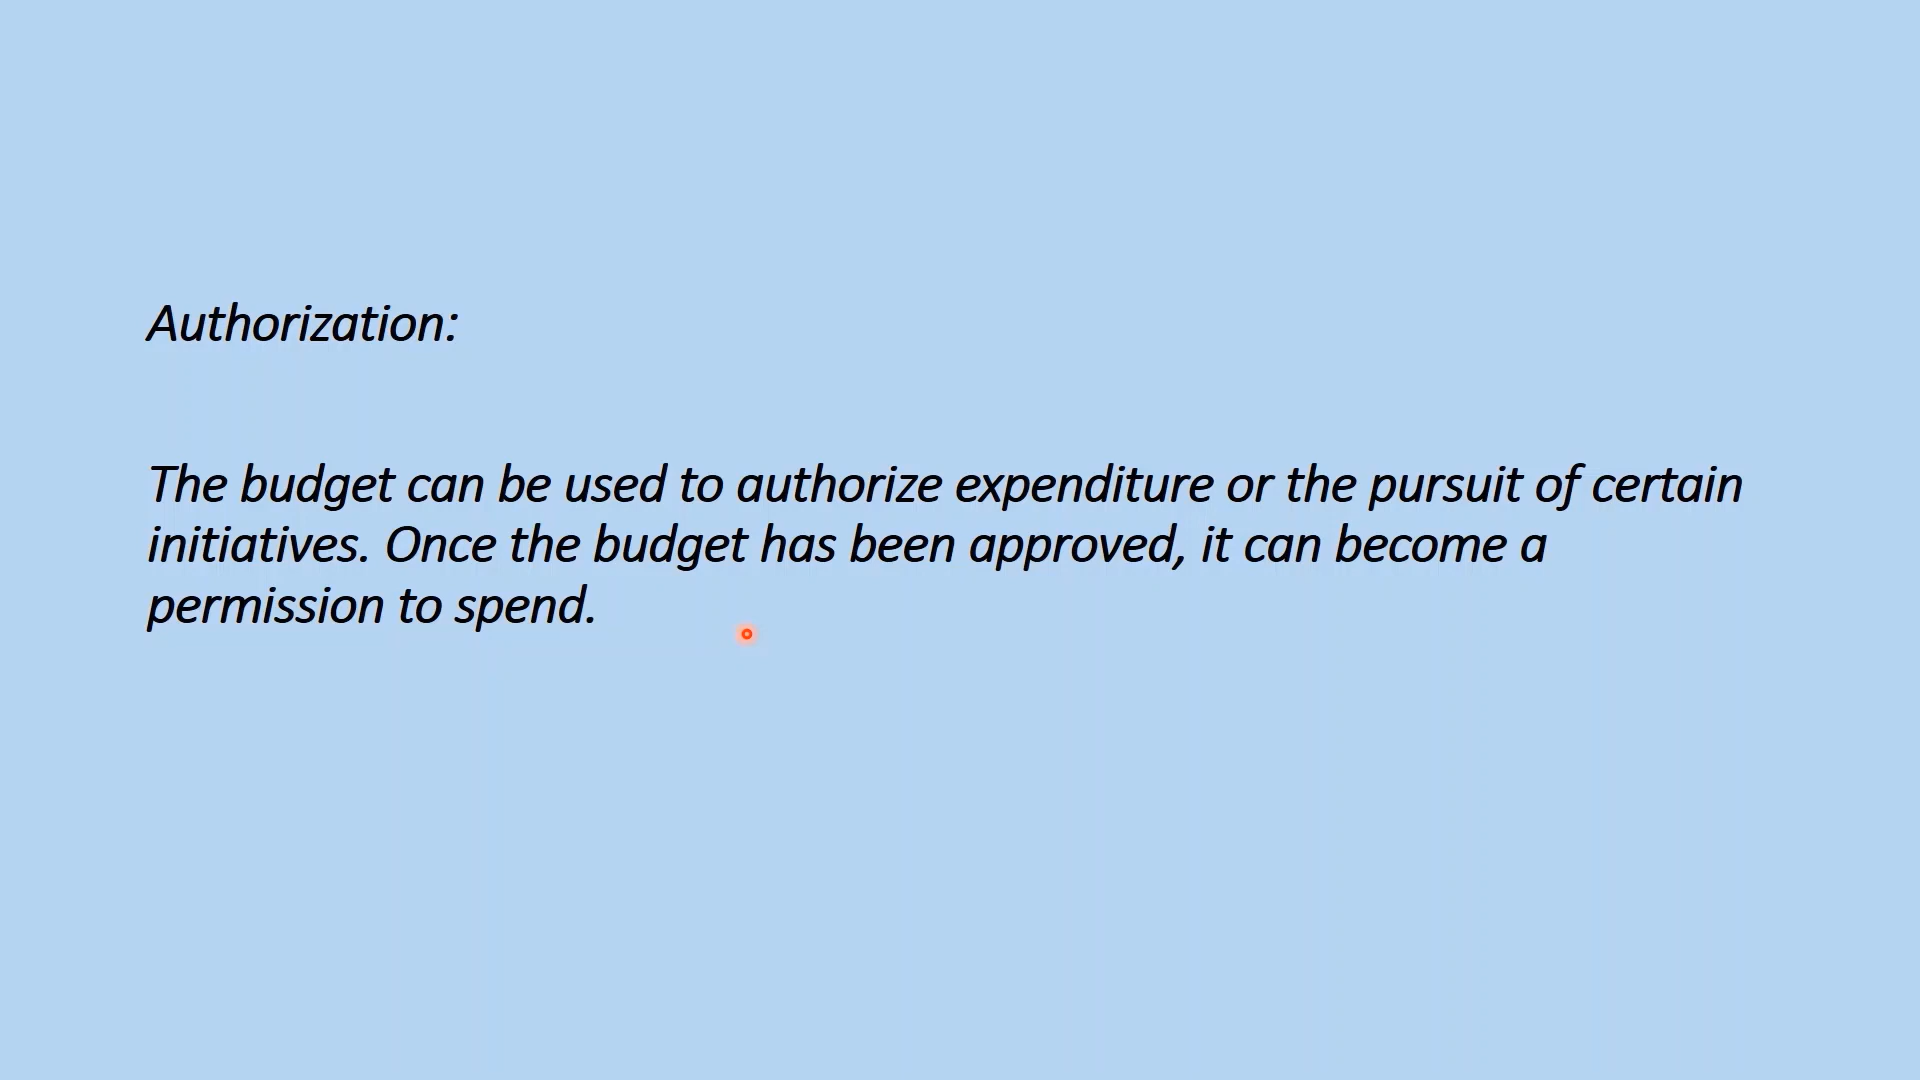 Authorization:
The budget can be used to authorize expenditure or the pursuit of certain
initiatives. Once the budget has been approved, it can become a
permission to spend.